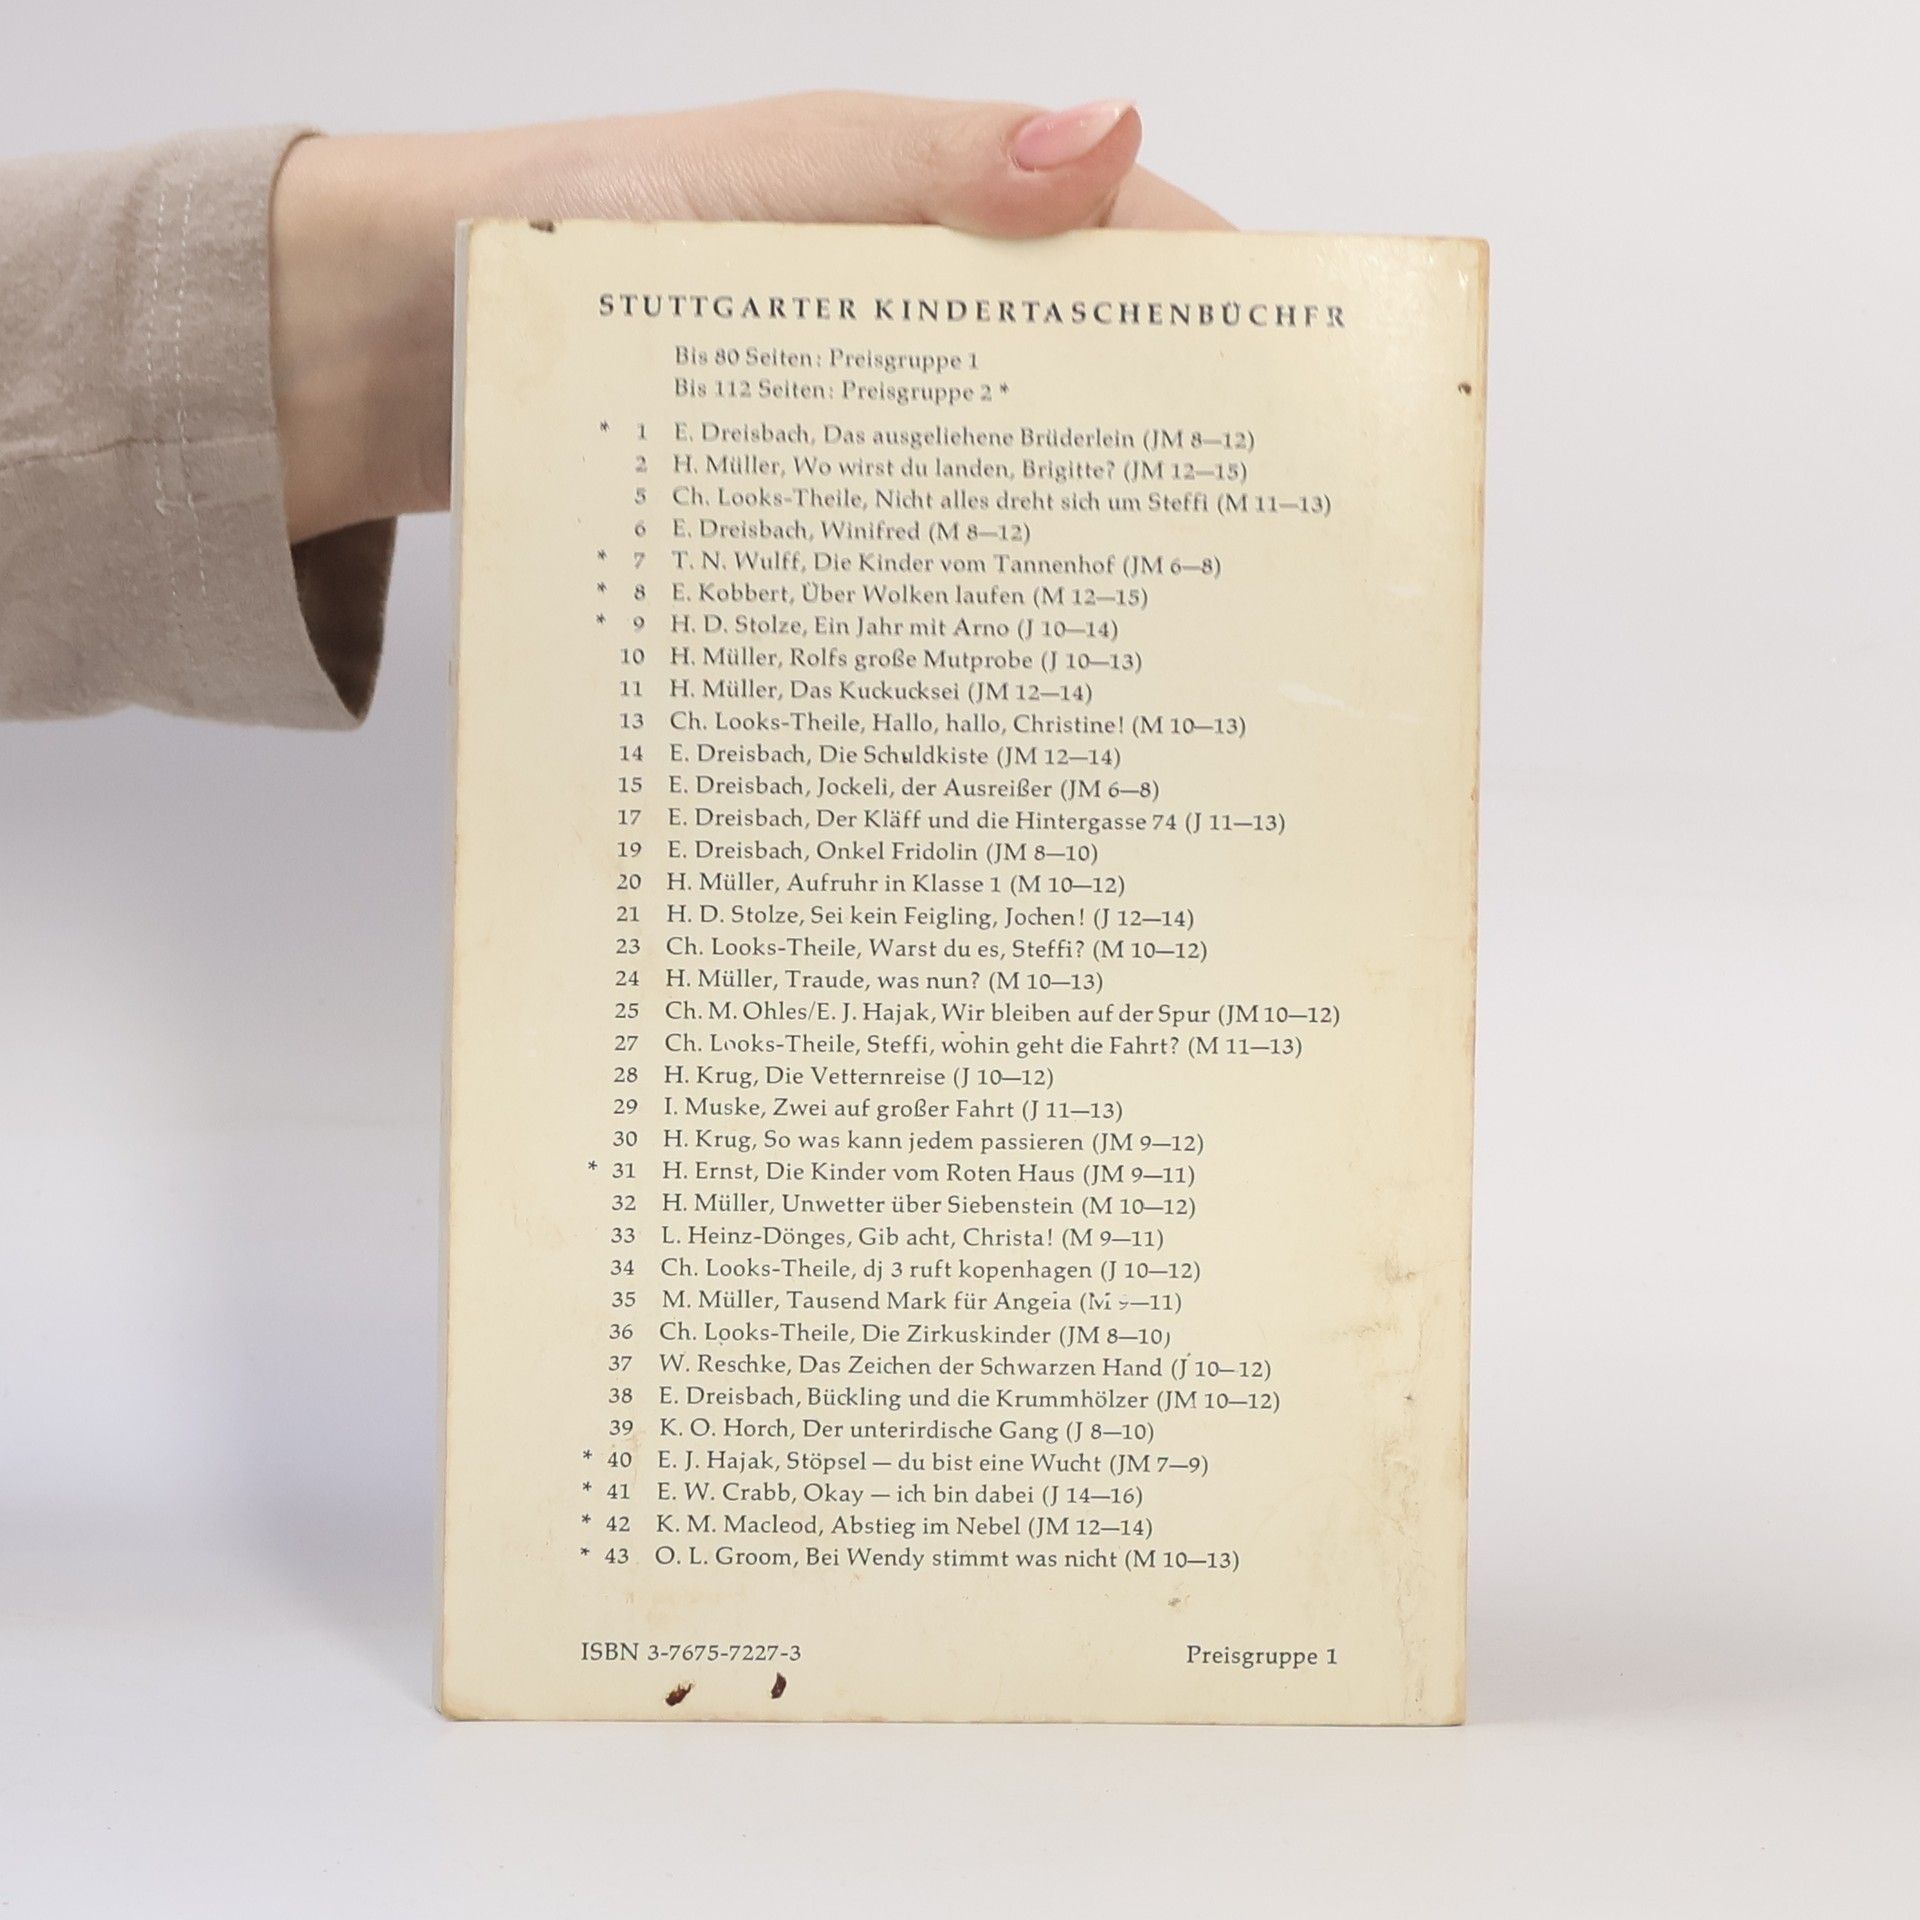 STUTTGARTER KINDERTASCHENBÜCHER
Bis 80 Seiten: Preisgruppe 1
Bis 112 Seiten: Preisgruppe 2 *
* 1 E. Dreisbach, Das ausgeliehene Brüderlein (JM 8—12)
2 H. Müller, Wo wirst du landen, Brigitte? (JM 12—15)
5 Ch. Looks-Theile, Nicht alles dreht sich um Steffi (M 11—13)
6 E. Dreisbach, Winifred (M 8—12)
* 7 T. N. Wulff, Die Kinder vom Tannenhof (JM 6—8)
* 8 E. Kobbert, Über Wolken laufen (M 12—15)
* 9 H. D. Stolze, Ein Jahr mit Arno (J 10—14)
10 H. Müller, Rolfs große Mutprobe (J 10—13)
11 H. Müller, Das Kuckucksei (JM 12—14)
13 Ch. Looks-Theile, Hallo, hallo, Christine! (M 10—13)
14 E. Dreisbach, Die Schuldkiste (JM 12—14)
15 E. Dreisbach, Jockeli, der Ausreißer (JM 6—8)
17 E. Dreisbach, Der Kläff und die Hintergasse 74 (J 11—13)
19 E. Dreisbach, Onkel Fridolin (JM 8—10)
20 H. Müller, Aufruhr in Klasse 1 (M 10—12)
21 H. D. Stolze, Sei kein Feigling, Jochen! (J 12—14)
23 Ch. Looks-Theile, Warst du es, Steffi? (M 10—12)
24 H. Müller, Traude, was nun? (M 10—13)
25 Ch. M. Ohles/E. J. Hajak, Wir bleiben auf der Spur (JM 10—12)
27 Ch. Looks-Theile, Steffi, wohin geht die Fahrt? (M 11—13)
28 H. Krug, Die Vetternreise (J 10—12)
29 I. Muske, Zwei auf großer Fahrt (J 11—13)
30 H. Krug, So was kann jedem passieren (JM 9—12)
* 31 H. Ernst, Die Kinder vom Roten Haus (JM 9—11)
32 H. Müller, Unwetter über Siebenstein (M 10—12)
33 L. Heinz-Dönges, Gib acht, Christa! (M 9—11)
34 Ch. Looks-Theile, dj 3 ruft kopenhagen (J 10—12)
35 M. Müller, Tausend Mark für Angela (M 9—11)
36 Ch. Looks-Theile, Die Zirkuskinder (JM 8—10)
37 W. Reschke, Das Zeichen der Schwarzen Hand (J 10—12)
38 E. Dreisbach, Bückling und die Krummhölzer (JM 10—12)
39 K. O. Horch, Der unterirdische Gang (J 8—10)
* 40 E. J. Hajak, Stöpsel — du bist eine Wucht (JM 7—9)
* 41 E. W. Crabb, Okay — ich bin dabei (J 14—16)
* 42 K. M. Macleod, Abstieg im Nebel (JM 12—14)
* 43 O. L. Groom, Bei Wendy stimmt was nicht (M 10—13)
ISBN 3-7675-7227-3 Preisgruppe 1